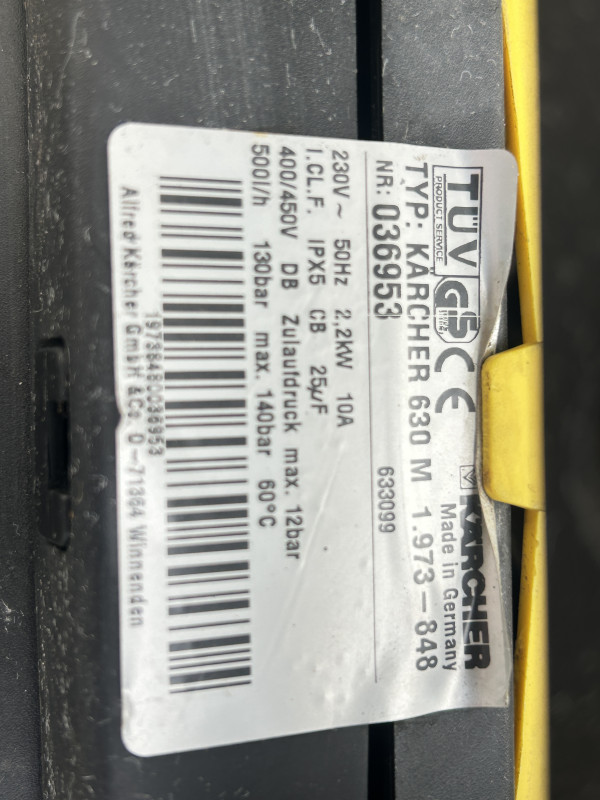 TÜV PRODUCT SERVICE GS CE KÄRCHER
Made in Germany
TYP: KÄRCHER 630 M 1.973-848
NR: 036953 633099
230V~ 50Hz 2,2kW 10A
I.CL.F. IPX5 CB 25µF
400/450V DB Zulaufdruck max. 12bar
500l/h 130bar max. 140bar 60°C
19738480036953
Alfred Kärcher GmbH & Co. D-71364 Winnenden